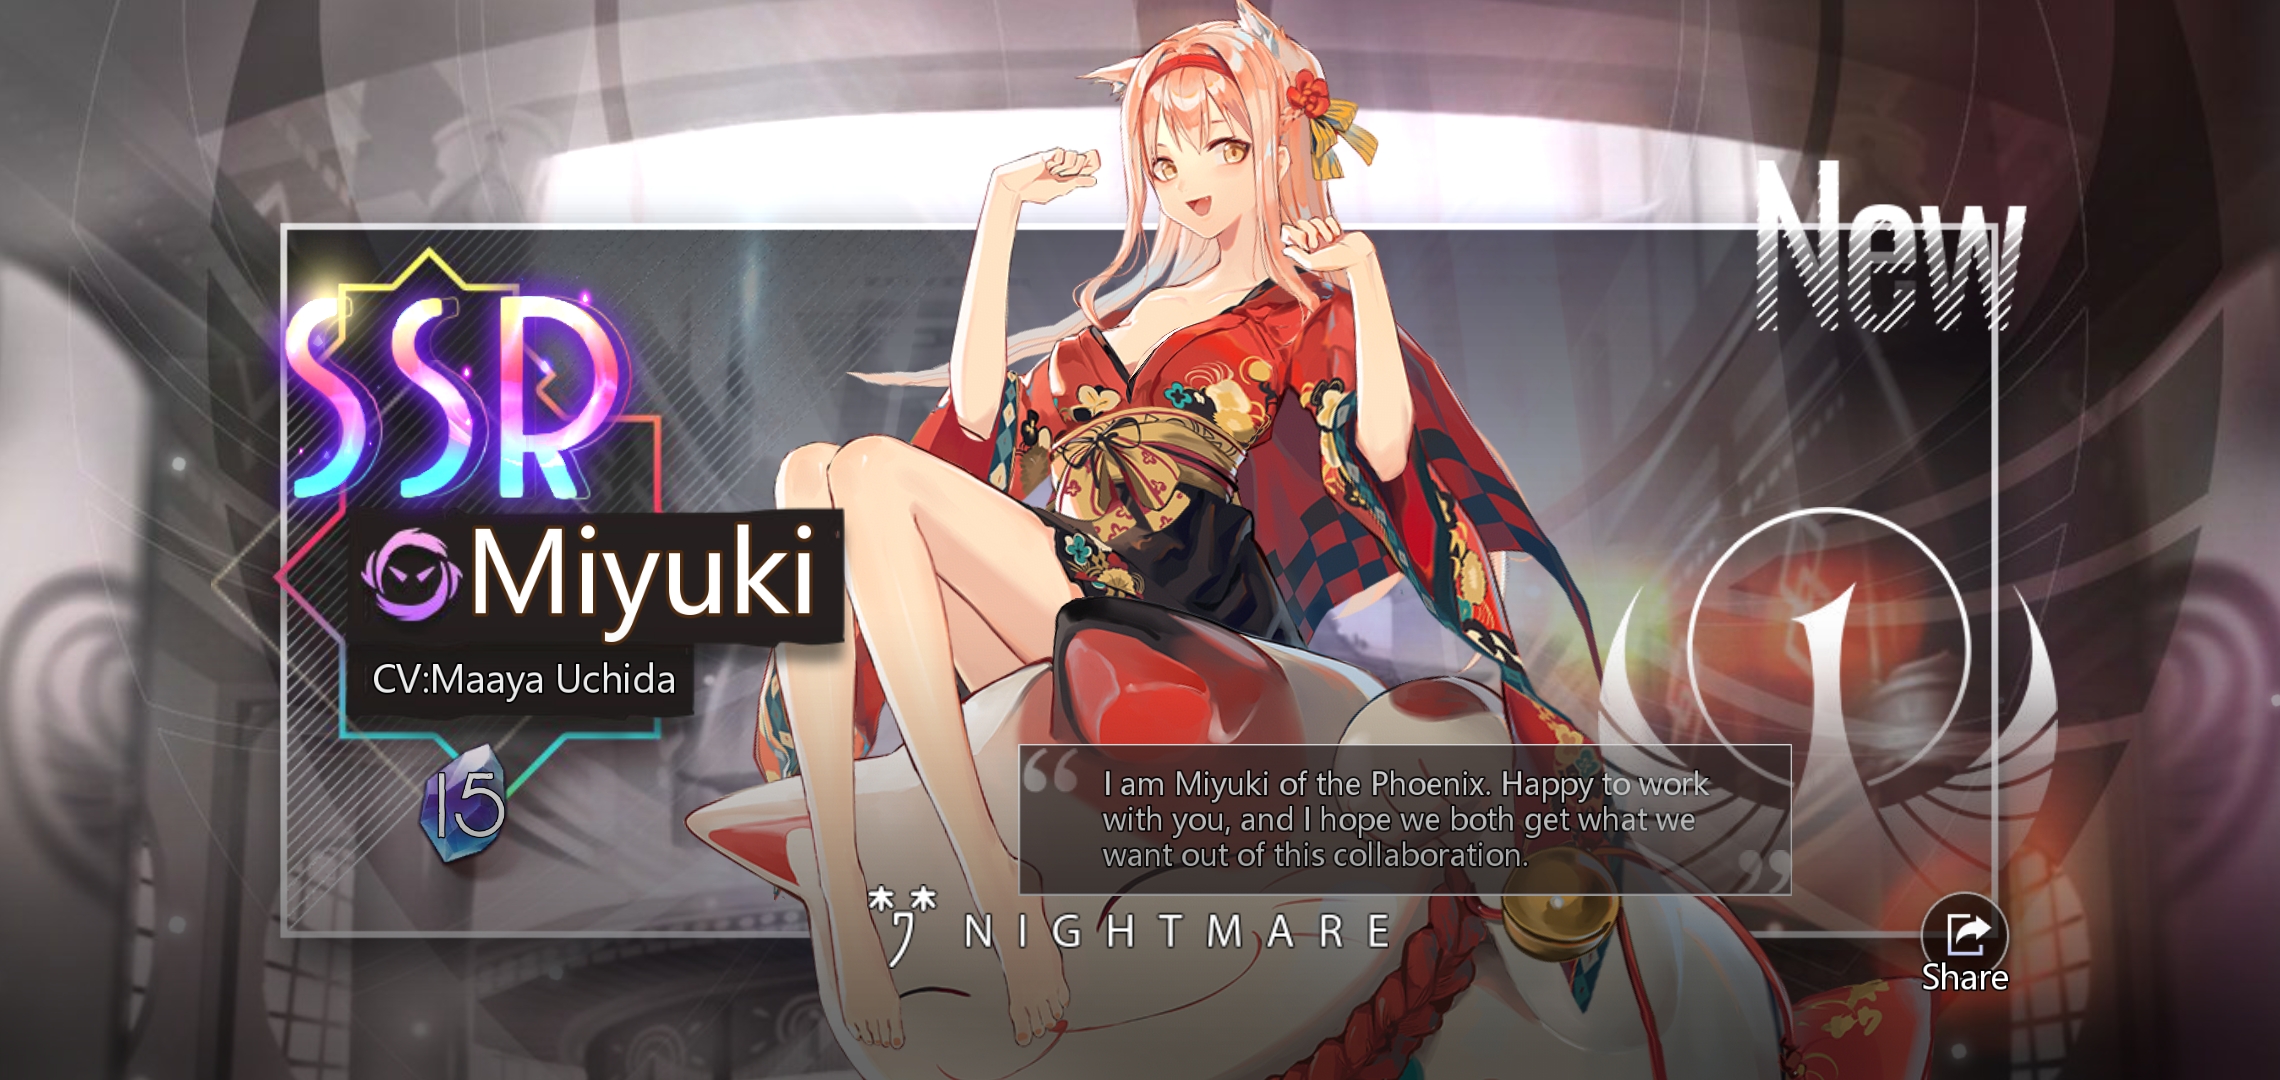 New
SSR
Miyuki
CV:Maaya Uchida
15
“ I am Miyuki of the Phoenix. Happy to work
with you, and I hope we both get what we
want out of this collaboration. ”
NIGHTMARE
Share